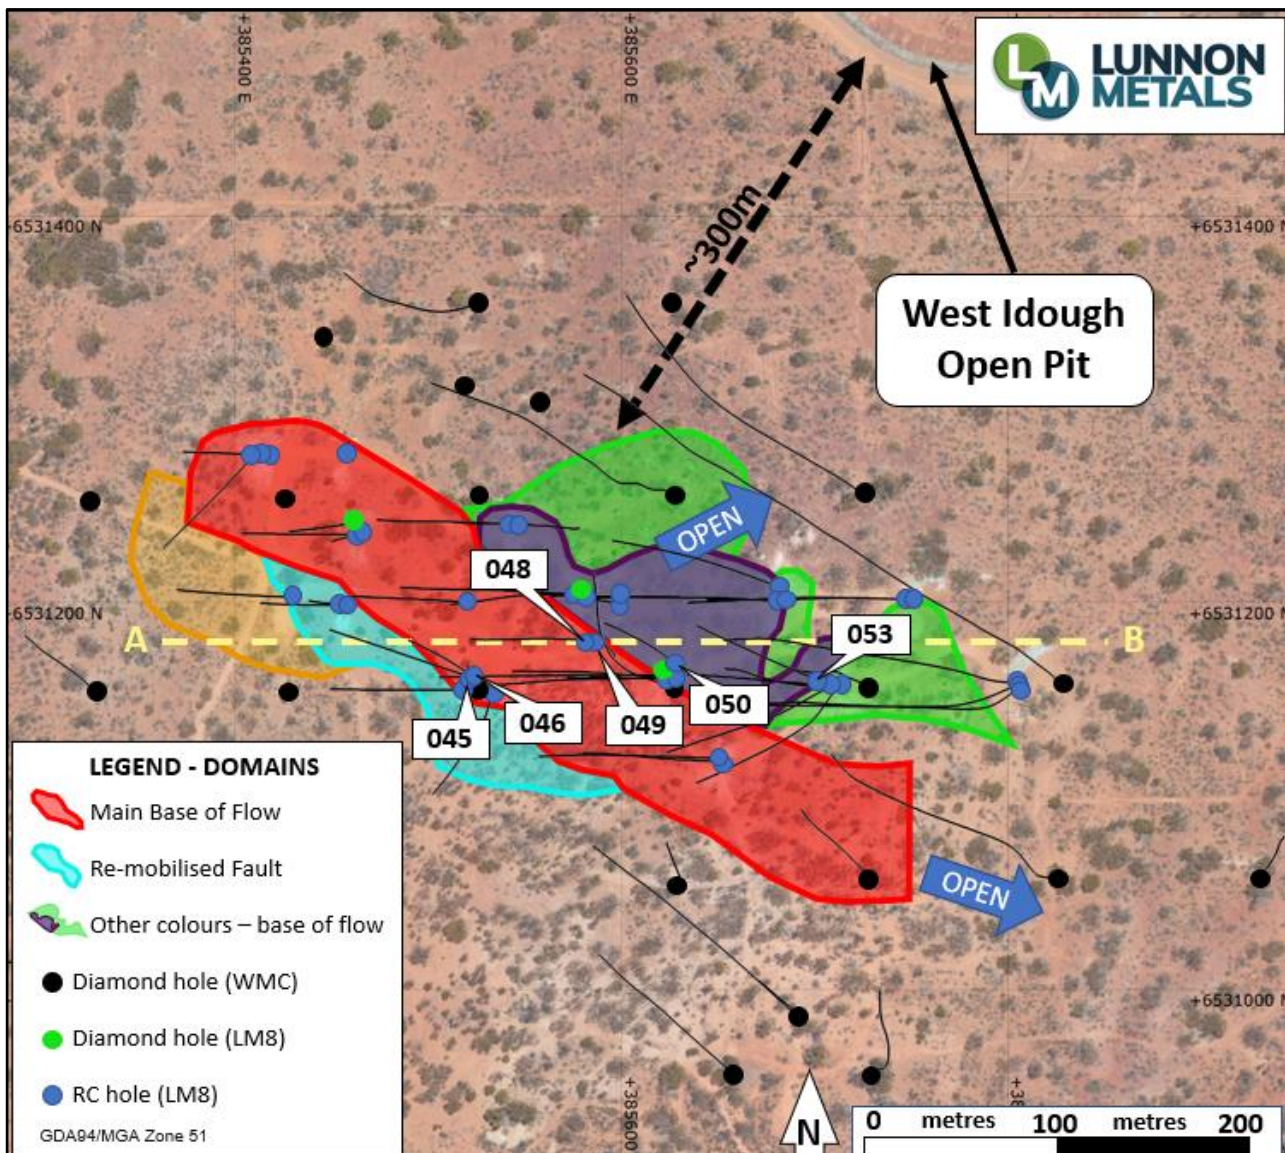 +385400 E
+385600 E
LM
LUNNON
METALS
+6531400 N
+6531400 N
~300m
West Idough
Open Pit
OPEN
048
6531200 N
+6531200 N
A
B
053
050
049
046
045
OPEN
LEGEND - DOMAINS
Main Base of Flow
Re-mobilised Fault
Other colours – base of flow
Diamond hole (WMC)
Diamond hole (LM8)
RC hole (LM8)
GDA94/MGA Zone 51
+6531000 N
+385600
+38
N
0 metres 100 metres 200